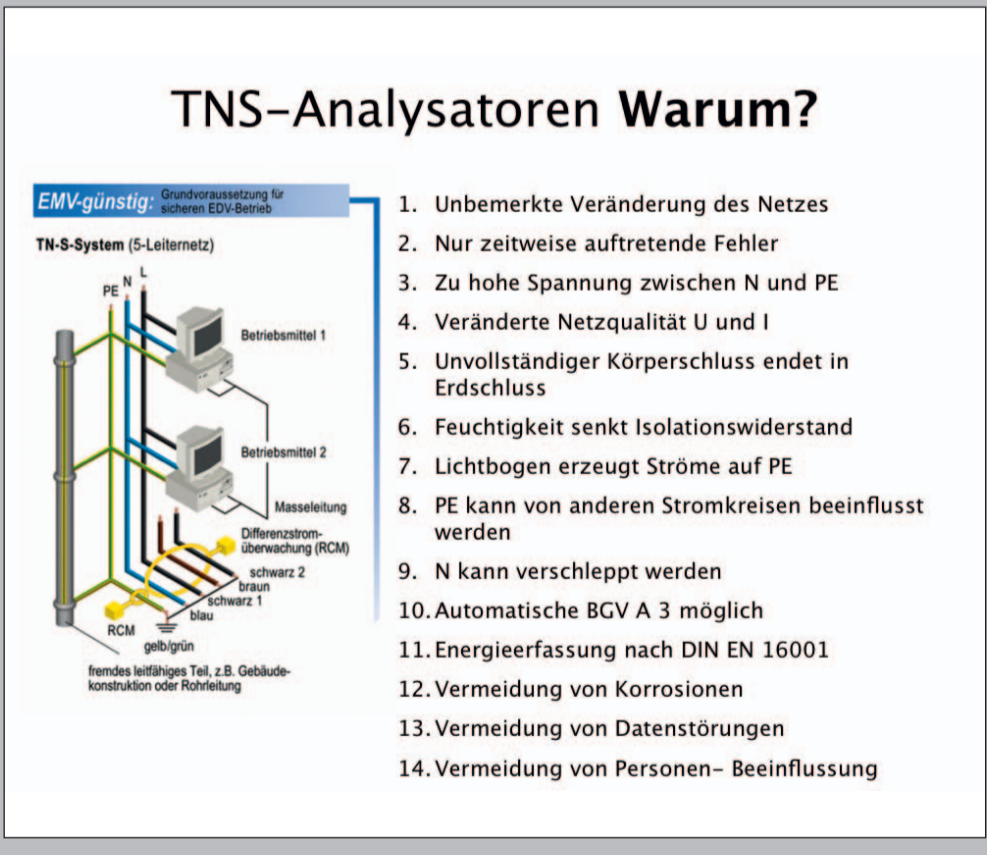 TNS-Analysatoren Warum?
EMV-günstig: Grundvoraussetzung für
sicheren EDV-Betrieb
TN-S-System (5-Leiternetz)
PE N L
Betriebsmittel 1
Betriebsmittel 2
Masseleitung
Differenzstrom-
überwachung (RCM)
schwarz 2
braun
schwarz 1
blau
RCM
gelb/grün
fremdes leitfähiges Teil, z.B. Gebäude-
konstruktion oder Rohrleitung
1. Unbemerkte Veränderung des Netzes
2. Nur zeitweise auftretende Fehler
3. Zu hohe Spannung zwischen N und PE
4. Veränderte Netzqualität U und I
5. Unvollständiger Körperschluss endet in
Erdschluss
6. Feuchtigkeit senkt Isolationswiderstand
7. Lichtbogen erzeugt Ströme auf PE
8. PE kann von anderen Stromkreisen beeinflusst
werden
9. N kann verschleppt werden
10. Automatische BGV A 3 möglich
11. Energieerfassung nach DIN EN 16001
12. Vermeidung von Korrosionen
13. Vermeidung von Datenstörungen
14. Vermeidung von Personen- Beeinflussung